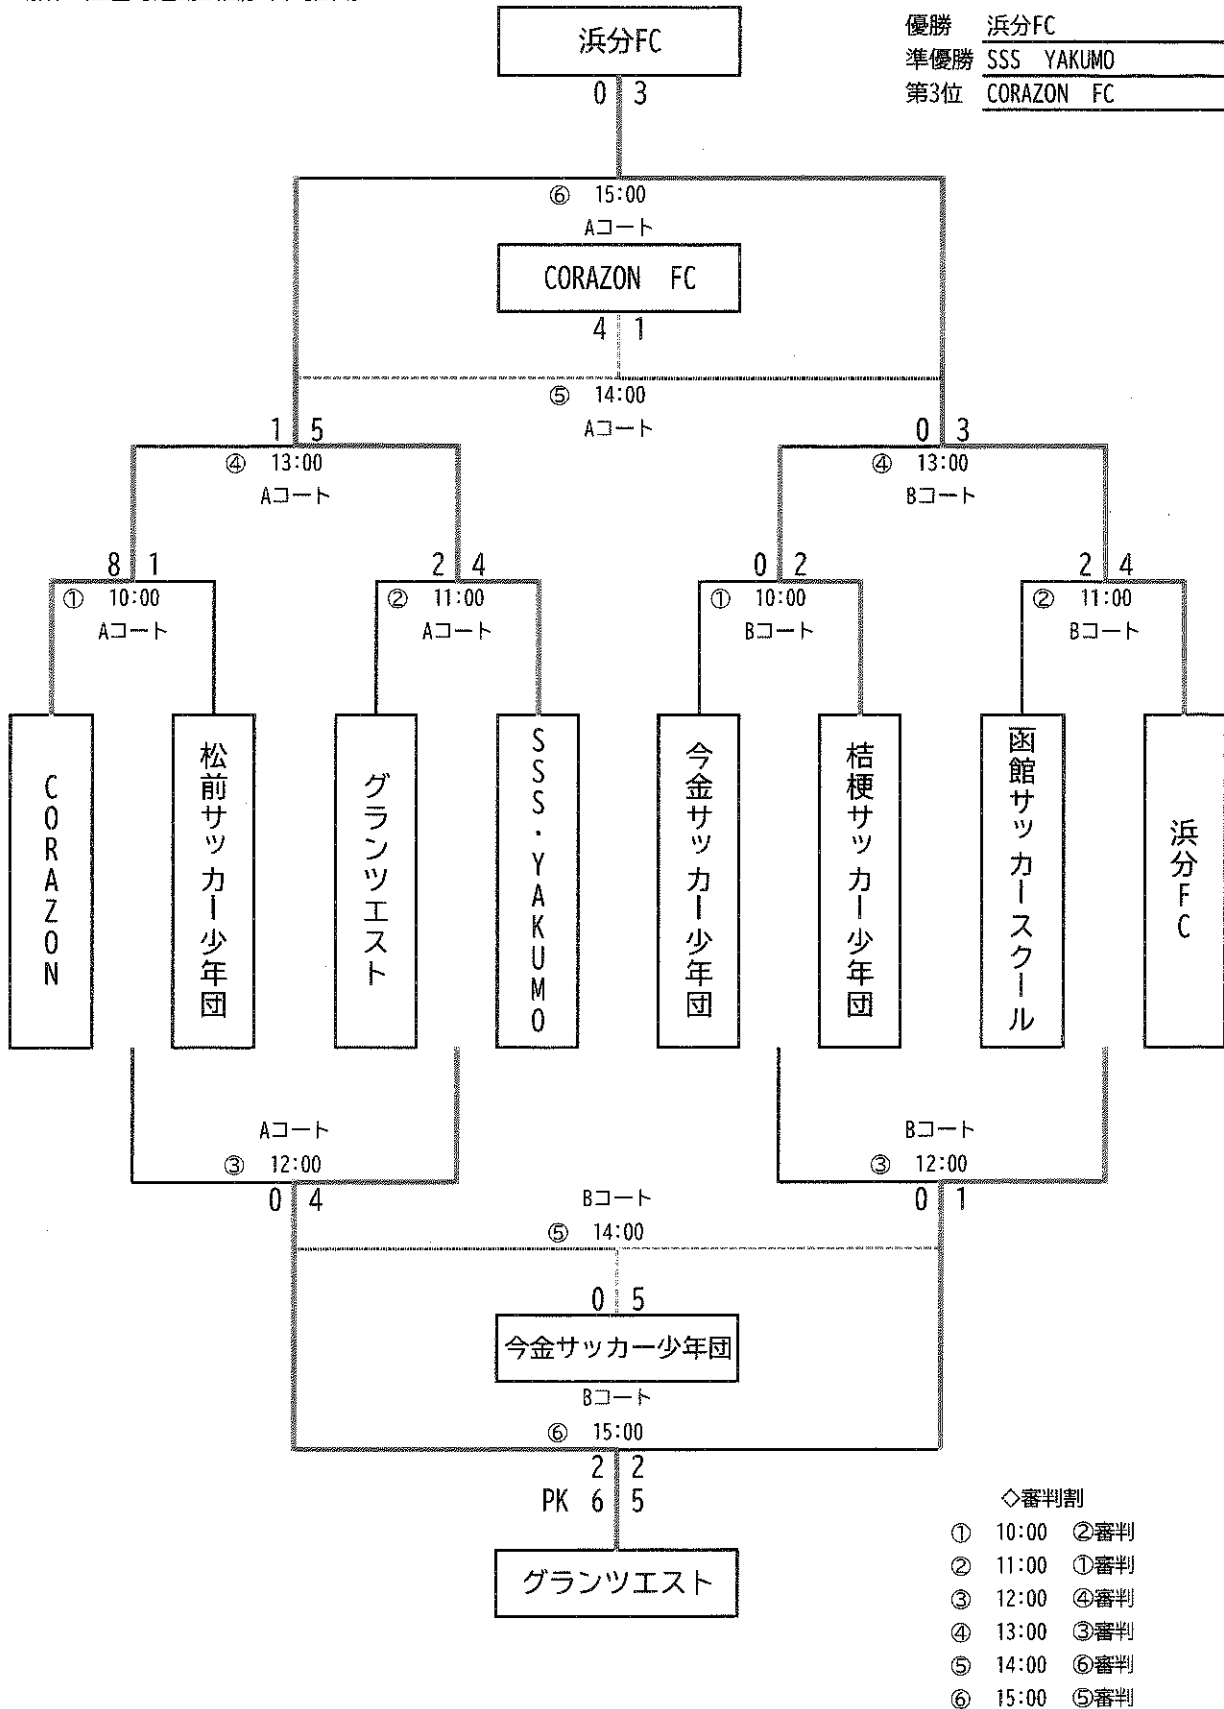 優勝 浜分FC
準優勝 SSS YAKUMO
第3位 CORAZON FC
浜分FC
0 3
⑥ 15:00
Aコート
CORAZON FC
4 1
⑤ 14:00
Aコート
1 5
④ 13:00
Aコート
0 3
④ 13:00
Bコート
8 1
① 10:00
Aコート
2 4
② 11:00
Aコート
0 2
① 10:00
Bコート
2 4
② 11:00
Bコート
CORAZON
松前サッカー少年団
グランツエスト
SSS・YAKUMO
今金サッカー少年団
桔梗サッカー少年団
函館サッカースクール
浜分FC
Aコート
③ 12:00
0 4
Bコート
③ 12:00
0 1
Bコート
⑤ 14:00
0 5
今金サッカー少年団
Bコート
⑥ 15:00
2 2
PK 6 5
グランツエスト
◇審判割
① 10:00 ②審判
② 11:00 ①審判
③ 12:00 ④審判
④ 13:00 ③審判
⑤ 14:00 ⑥審判
⑥ 15:00 ⑤審判